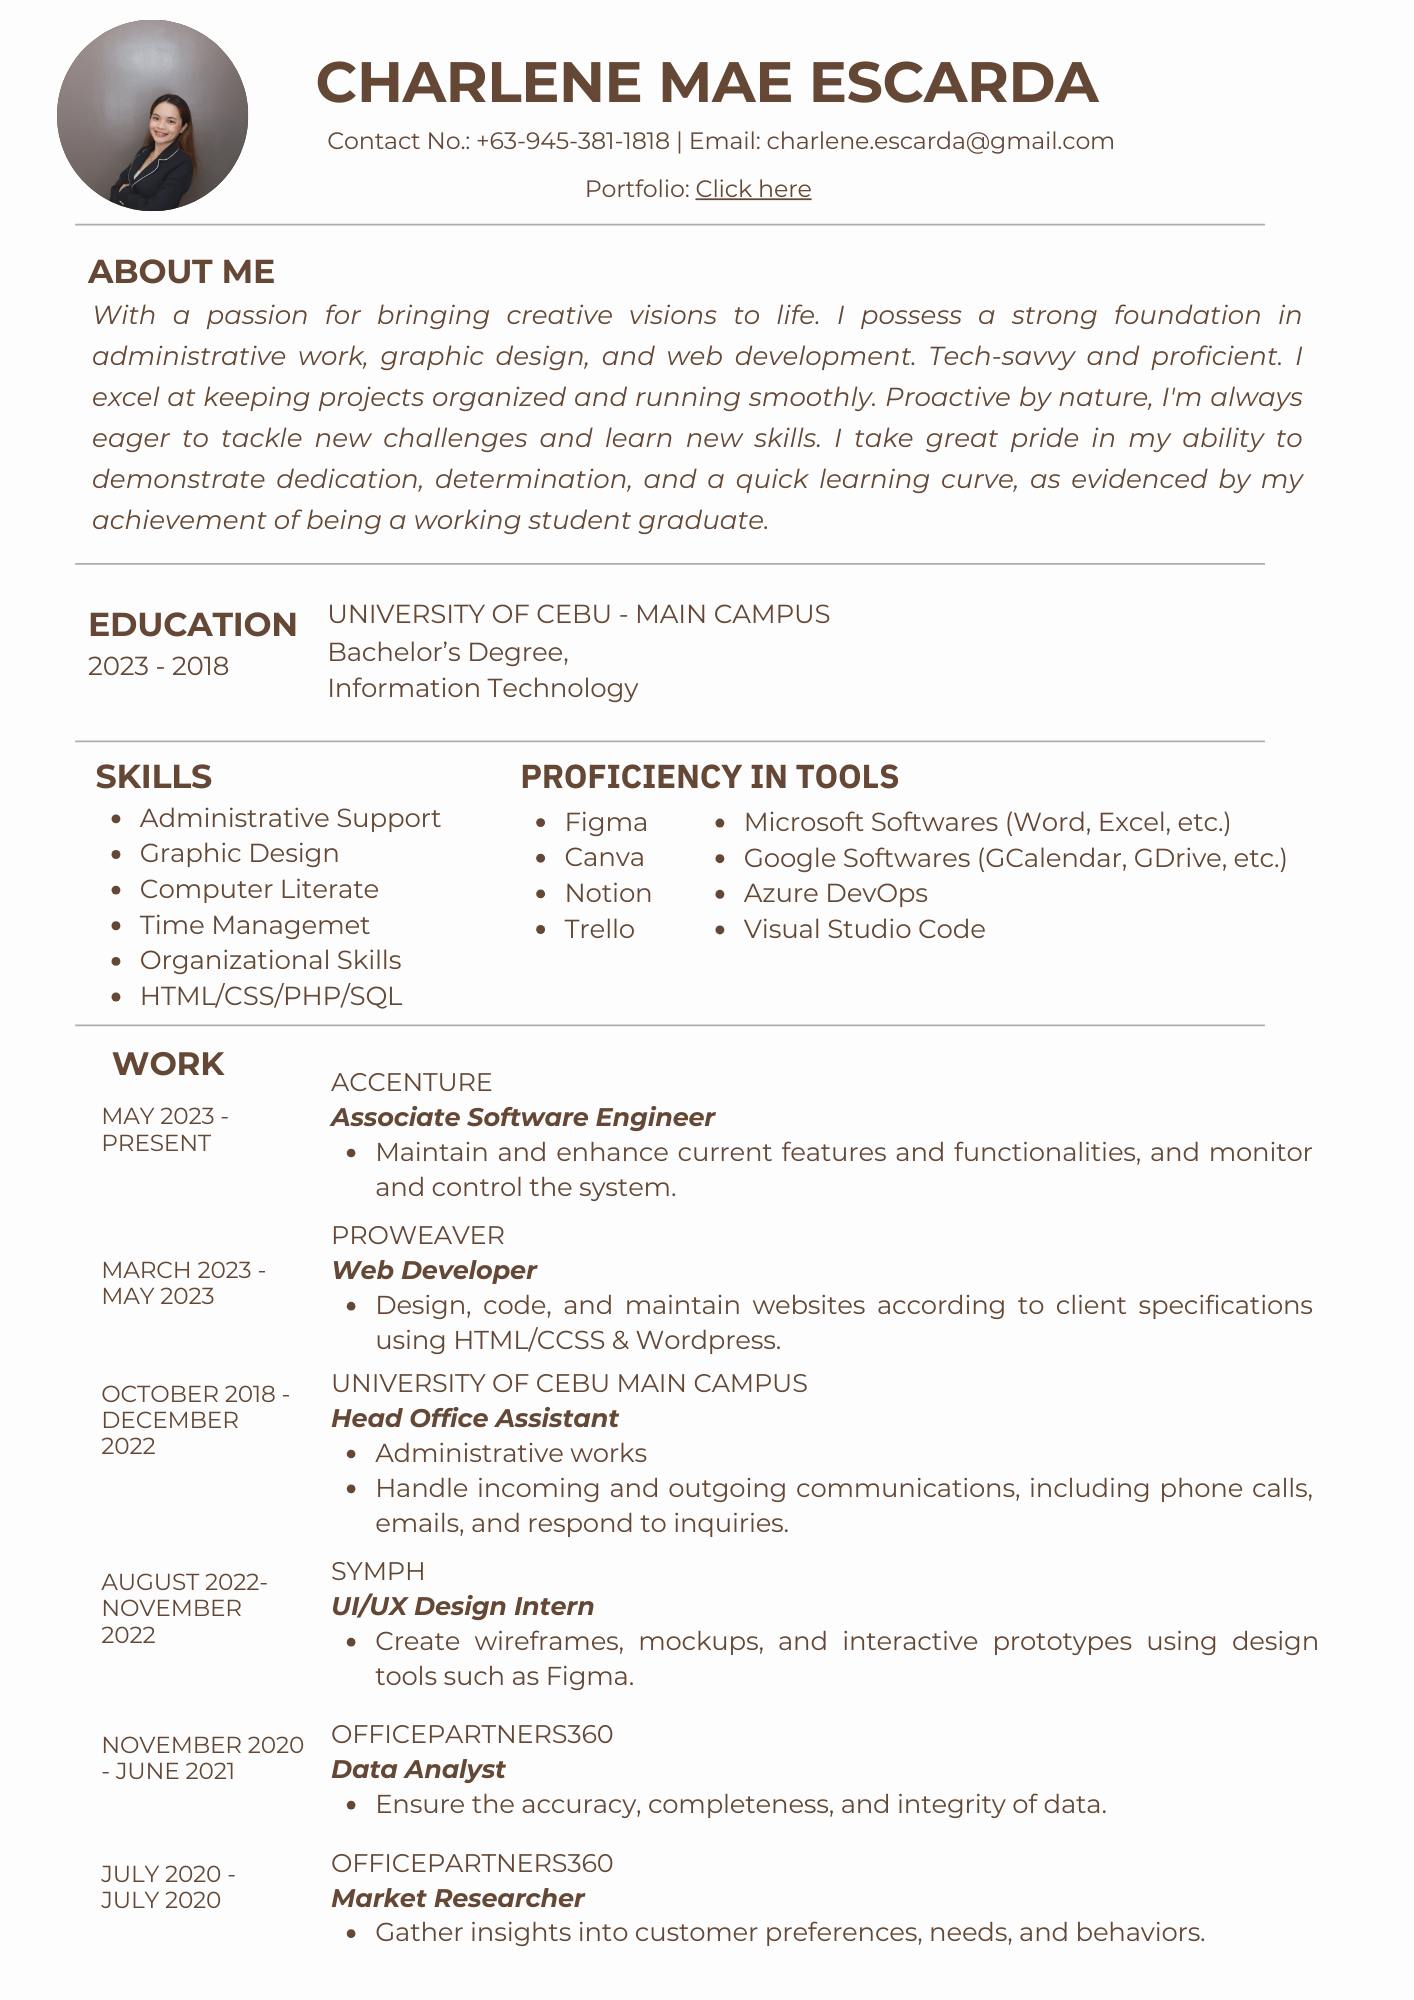 CHARLENE MAE ESCARDA
Contact No.: +63-945-381-1818 | Email: charlene.escarda@gmail.com
Portfolio: Click here
ABOUT ME
With a passion for bringing creative visions to life. I possess a strong foundation in
administrative work, graphic design, and web development. Tech-savvy and proficient. I
excel at keeping projects organized and running smoothly. Proactive by nature, I'm always
eager to tackle new challenges and learn new skills. I take great pride in my ability to
demonstrate dedication, determination, and a quick learning curve, as evidenced by my
achievement of being a working student graduate.
EDUCATION
2023 - 2018
UNIVERSITY OF CEBU - MAIN CAMPUS
Bachelor’s Degree,
Information Technology
SKILLS
• Administrative Support
• Graphic Design
• Computer Literate
• Time Managemet
• Organizational Skills
• HTML/CSS/PHP/SQL
PROFICIENCY IN TOOLS
• Figma
• Canva
• Notion
• Trello
• Microsoft Softwares (Word, Excel, etc.)
• Google Softwares (GCalendar, GDrive, etc.)
• Azure DevOps
• Visual Studio Code
WORK
MAY 2023 -
PRESENT
ACCENTURE
Associate Software Engineer
• Maintain and enhance current features and functionalities, and monitor
and control the system.
MARCH 2023 -
MAY 2023
PROWEAVER
Web Developer
• Design, code, and maintain websites according to client specifications
using HTML/CCSS & Wordpress.
OCTOBER 2018 -
DECEMBER
2022
UNIVERSITY OF CEBU MAIN CAMPUS
Head Office Assistant
• Administrative works
• Handle incoming and outgoing communications, including phone calls,
emails, and respond to inquiries.
AUGUST 2022-
NOVEMBER
2022
SYMPH
UI/UX Design Intern
• Create wireframes, mockups, and interactive prototypes using design
tools such as Figma.
NOVEMBER 2020
- JUNE 2021
OFFICEPARTNERS360
Data Analyst
• Ensure the accuracy, completeness, and integrity of data.
JULY 2020 -
JULY 2020
OFFICEPARTNERS360
Market Researcher
• Gather insights into customer preferences, needs, and behaviors.